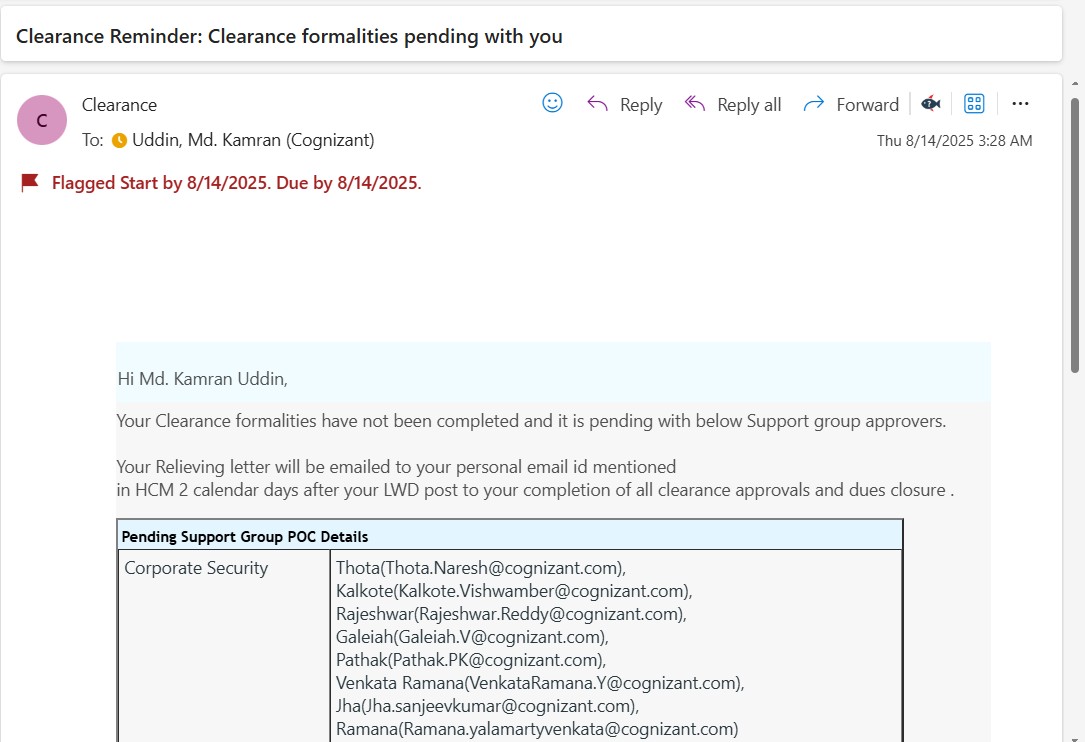 Clearance Reminder: Clearance formalities pending with you
C
Clearance
Reply
Reply all
Forward
To: Uddin, Md. Kamran (Cognizant)
Thu 8/14/2025 3:28 AM
Flagged Start by 8/14/2025. Due by 8/14/2025.
Hi Md. Kamran Uddin,
Your Clearance formalities have not been completed and it is pending with below Support group approvers.
Your Relieving letter will be emailed to your personal email id mentioned
in HCM 2 calendar days after your LWD post to your completion of all clearance approvals and dues closure .
Pending Support Group POC Details
Corporate Security
Thota(Thota.Naresh@cognizant.com),
Kalkote(Kalkote.Vishwamber@cognizant.com),
Rajeshwar(Rajeshwar.Reddy@cognizant.com),
Galeiah(Galeiah.V@cognizant.com),
Pathak(Pathak.PK@cognizant.com),
Venkata Ramana(VenkataRamana.Y@cognizant.com),
Jha(Jha.sanjeevkumar@cognizant.com),
Ramana(Ramana.yalamartyvenkata@cognizant.com)